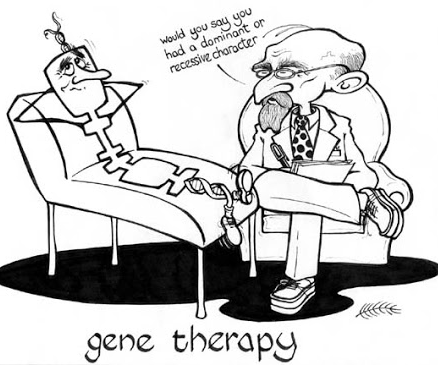 would you say you
had a dominant or
recessive character
gene therapy